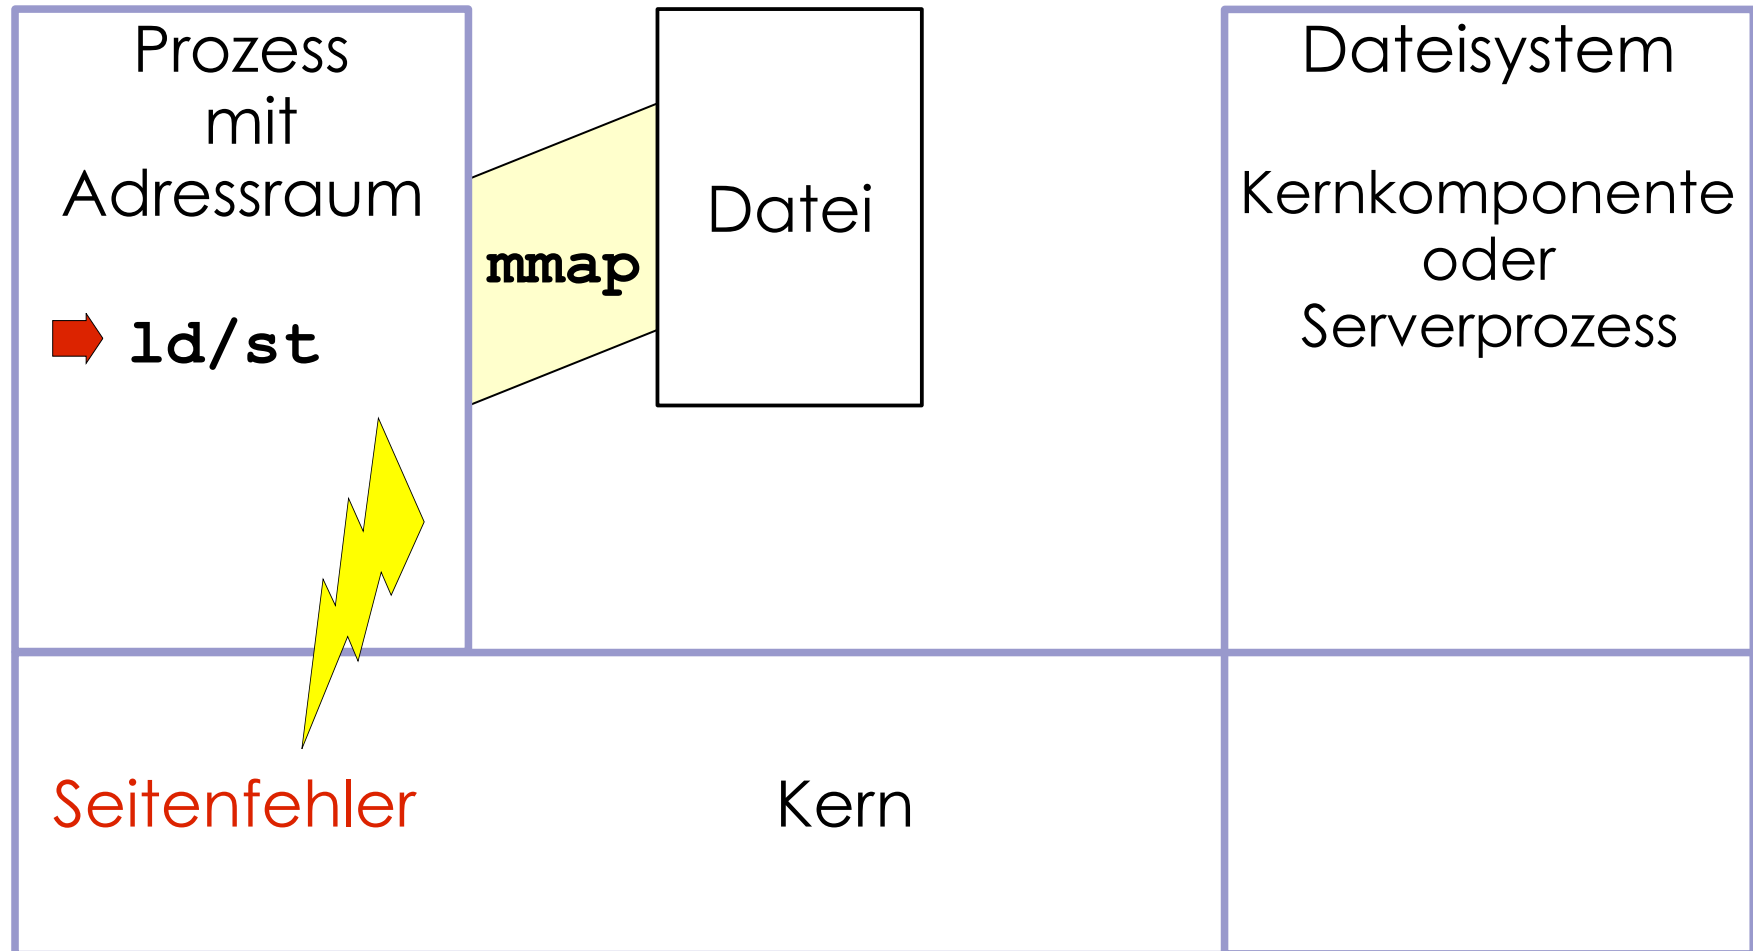 Prozess
mit
Adressraum
ld/st
mmap
Datei
Dateisystem
Kernkomponente
oder
Serverprozess
Seitenfehler
Kern